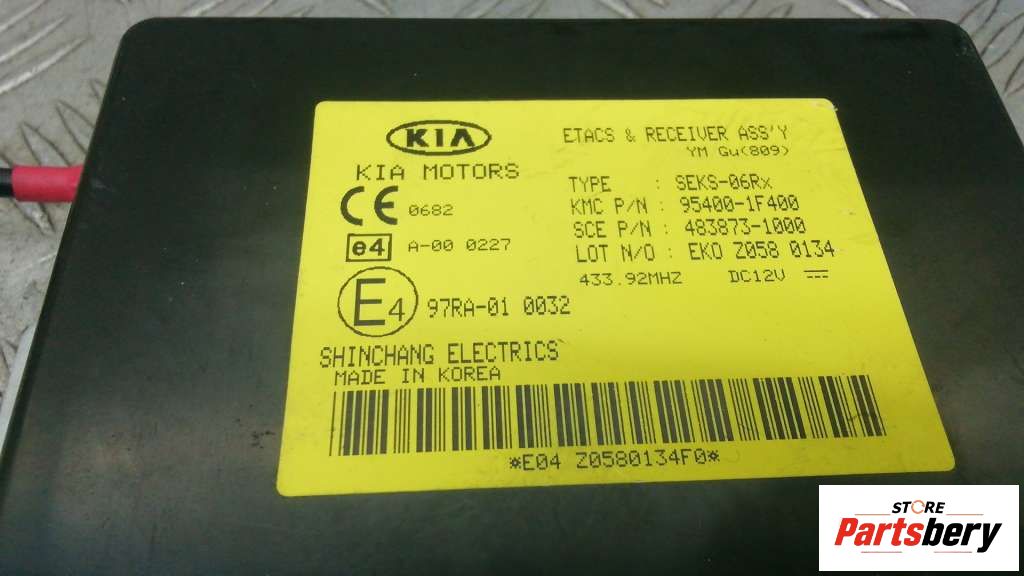 KIA
KIA MOTORS
CE 0682
e4 A-00 0227
E4 97RA-01 0032
ETACS & RECEIVER ASS'Y
YM Gu(809)
TYPE : SEKS-06Rx
KMC P/N : 95400-1F400
SCE P/N : 483873-1000
LOT N/O : EKO Z058 0134
433.92MHZ DC12V
SHINCHANG ELECTRICS
MADE IN KOREA
*E04 Z0580134F0*
STORE
Partsbery